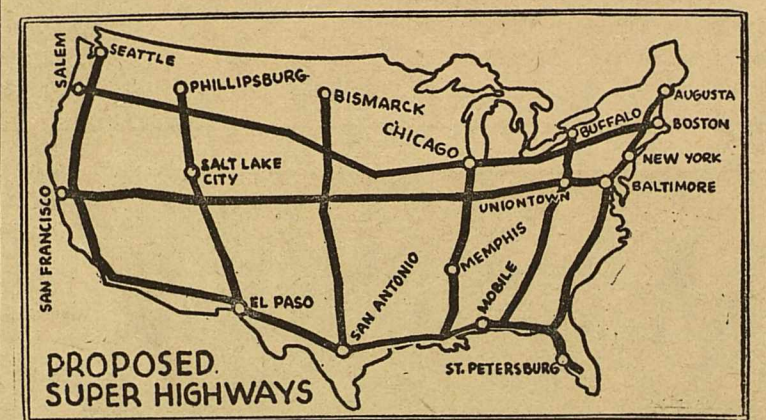 SALEM
SEATTLE
PHILLIPSBURG
BISMARCK
CHICAGO
BUFFALO
AUGUSTA
BOSTON
NEW YORK
BALTIMORE
SALT LAKE
CITY
UNIONTOWN
SAN FRANCISCO
MEMPHIS
MOBILE
SAN ANTONIO
EL PASO
ST. PETERSBURG
PROPOSED.
SUPER HIGHWAYS